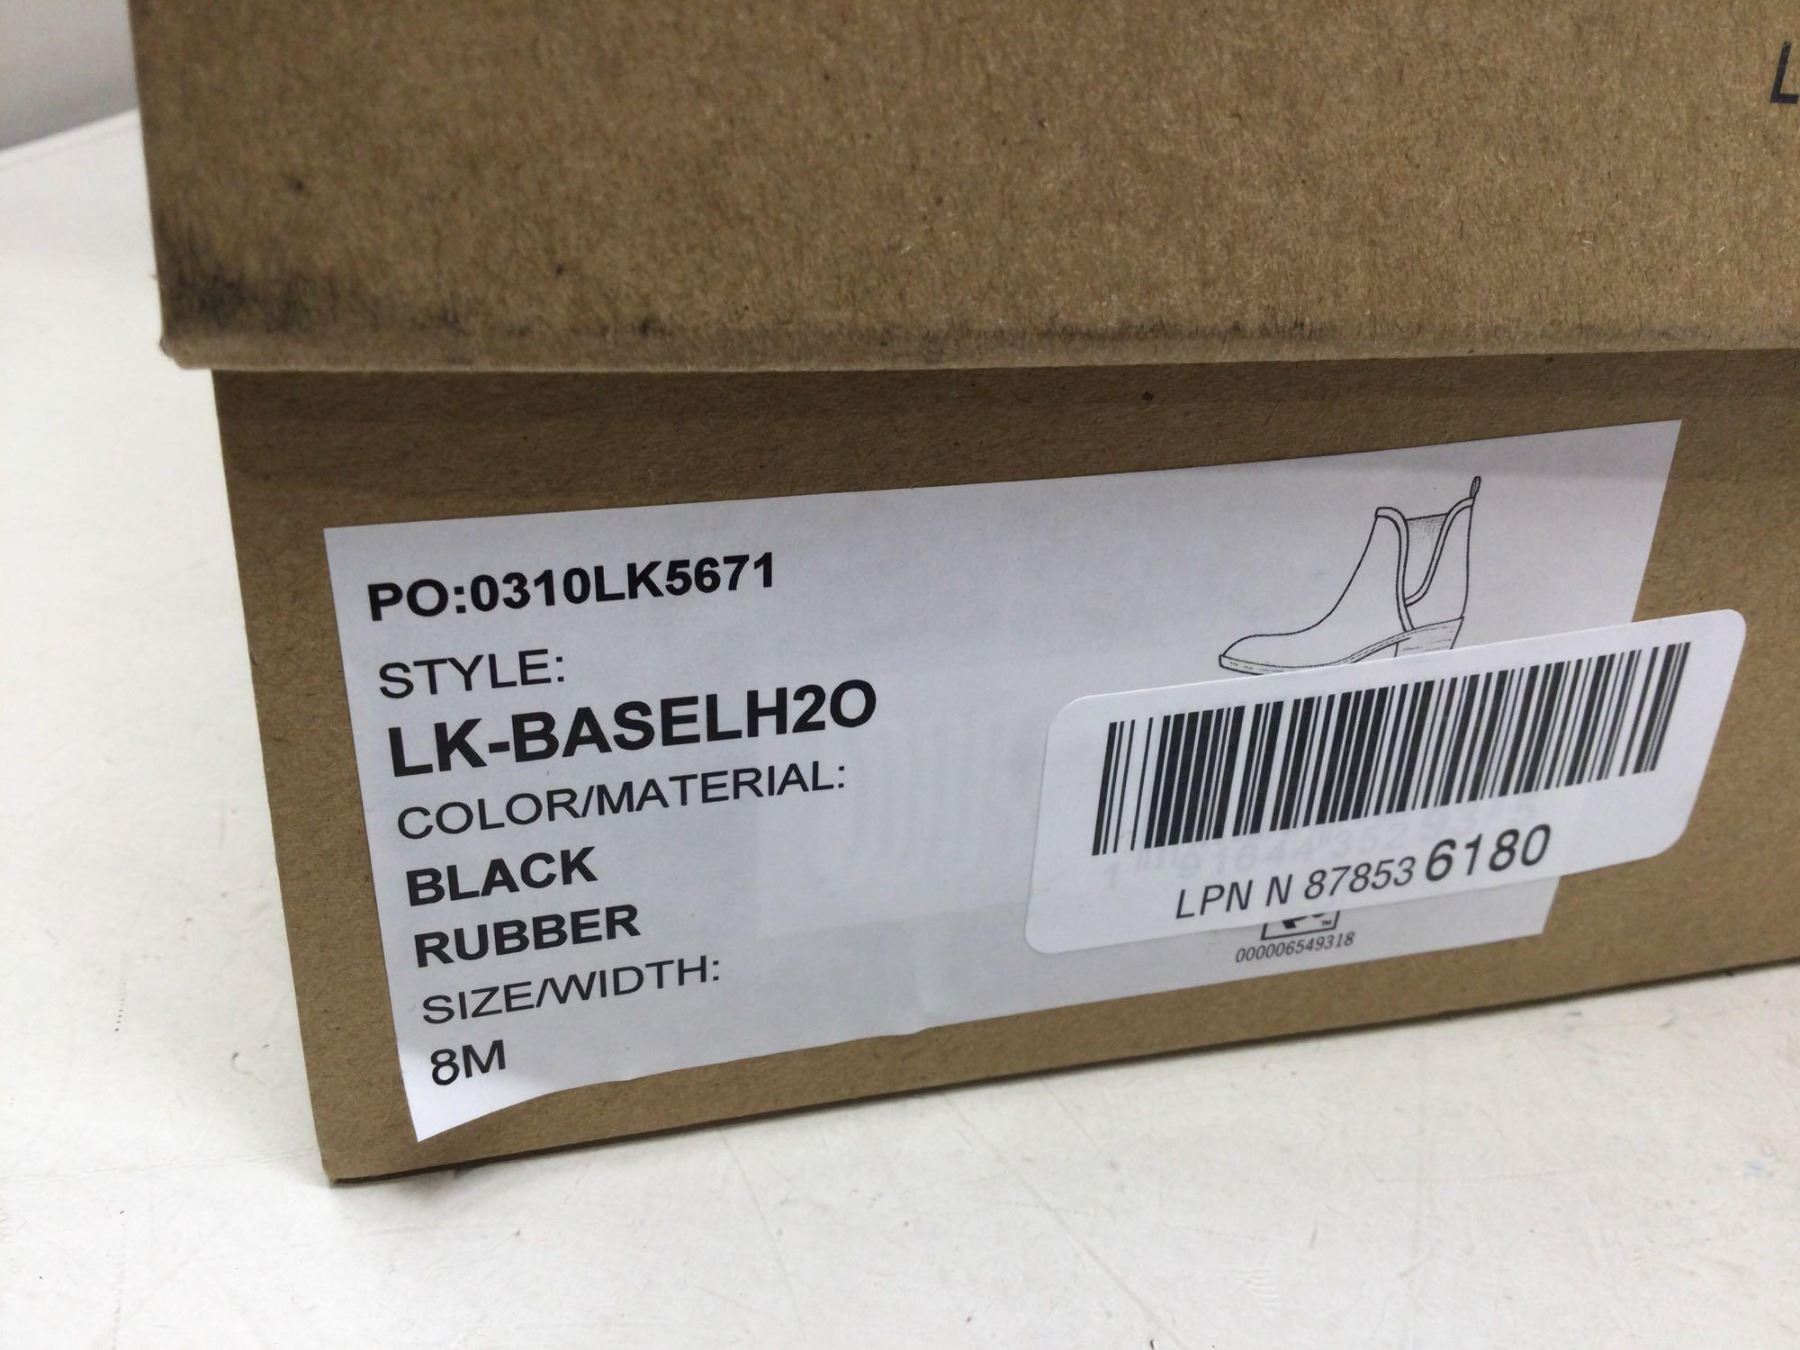 L
PO:0310LK5671
STYLE:
LK-BASELH2O
COLOR/MATERIAL:
BLACK
RUBBER
SIZE/WIDTH:
8M
LPN N 87853 6180
000006549318